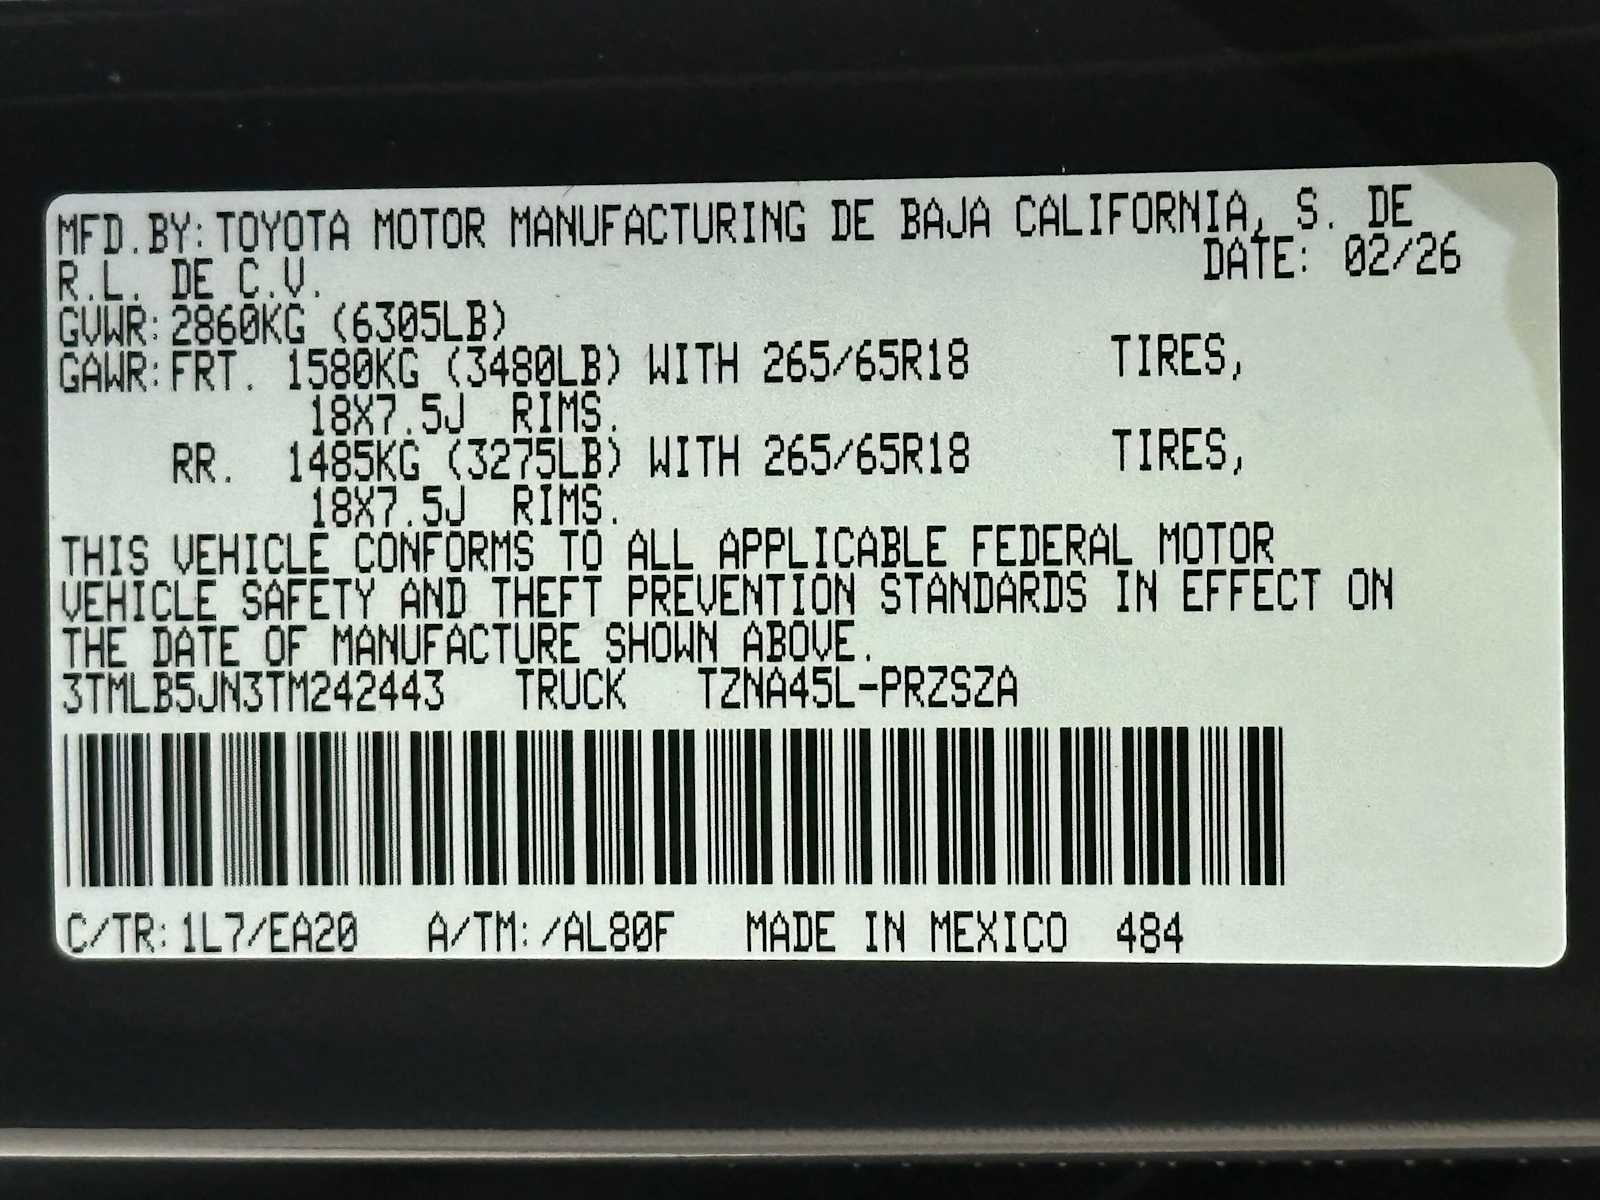 MFD.BY: TOYOTA MOTOR MANUFACTURING DE BAJA CALIFORNIA, S. DE
R.L. DE C.V. DATE: 02/26
GVWR: 2860KG (6305LB)
GAWR: FRT. 1580KG (3480LB) WITH 265/65R18 TIRES,
18X7.5J RIMS.
RR. 1485KG (3275LB) WITH 265/65R18 TIRES,
18X7.5J RIMS.
THIS VEHICLE CONFORMS TO ALL APPLICABLE FEDERAL MOTOR
VEHICLE SAFETY AND THEFT PREVENTION STANDARDS IN EFFECT ON
THE DATE OF MANUFACTURE SHOWN ABOVE.
3TMLB5JN3TM242443 TRUCK TZNA45L-PRZSZA
C/TR: 1L7/EA20 A/TM: /AL80F MADE IN MEXICO 484